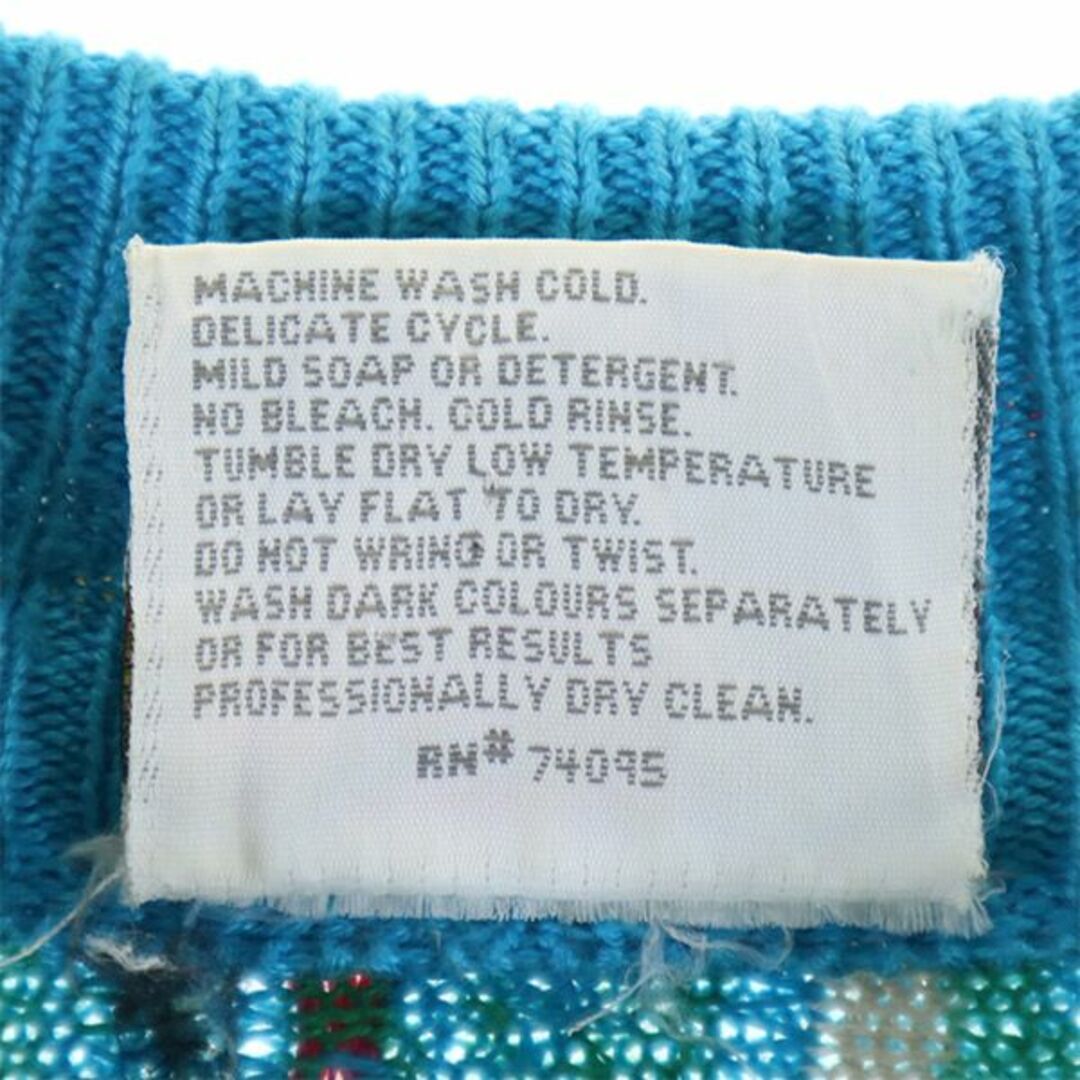 MACHINE WASH COLD.
DELICATE CYCLE.
MILD SOAP OR DETERGENT.
NO BLEACH. COLD RINSE.
TUMBLE DRY LOW TEMPERATURE
OR LAY FLAT TO DRY.
DO NOT WRING OR TWIST.
WASH DARK COLOURS SEPARATELY
OR FOR BEST RESULTS
PROFESSIONALLY DRY CLEAN.
RN# 74095